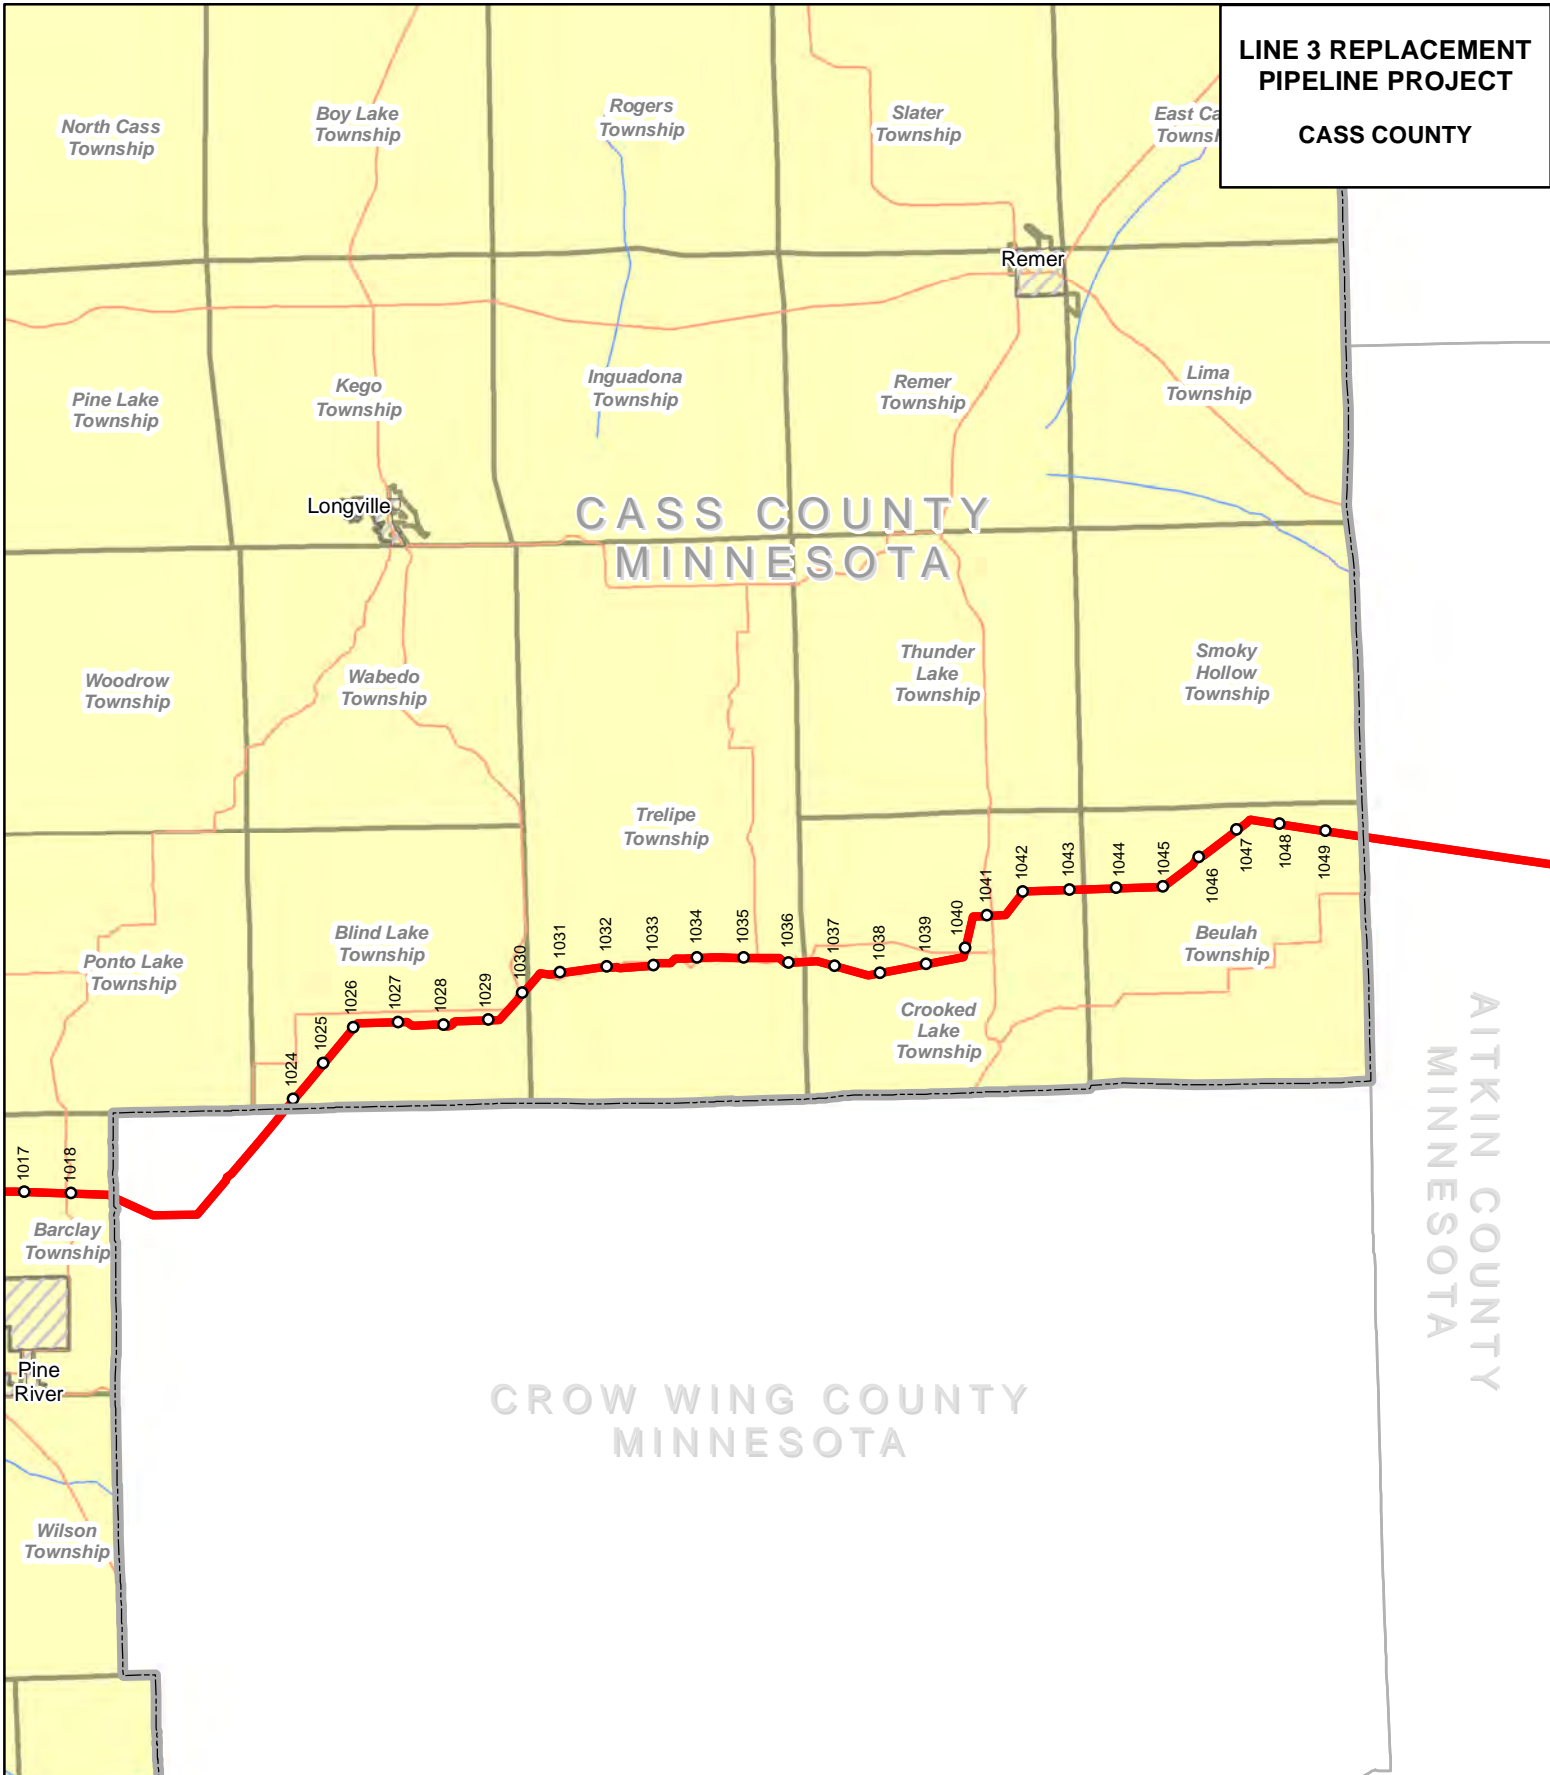 LINE 3 REPLACEMENT
PIPELINE PROJECT
CASS COUNTY
North Cass
Township
Boy Lake
Township
Rogers
Township
Slater
Township
East Ca
Towns
Remer
Pine Lake
Township
Kego
Township
Inguadona
Township
Remer
Township
Lima
Township
Longville
CASS COUNTY
MINNESOTA
Woodrow
Township
Wabedo
Township
Thunder
Lake
Township
Smoky
Hollow
Township
Trelipe
Township
Ponto Lake
Township
Blind Lake
Township
Crooked
Lake
Township
Beulah
Township
1017
1018
1024
1025
1026
1027
1028
1029
1030
1031
1032
1033
1034
1035
1036
1037
1038
1039
1040
1041
1042
1043
1044
1045
1046
1047
1048
1049
Barclay
Township
Pine
River
Wilson
Township
CROW WING COUNTY
MINNESOTA
AITKIN COUNTY
MINNESOTA